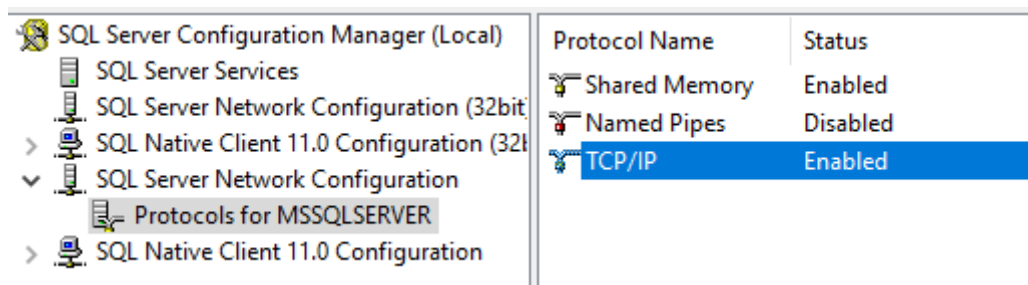 SQL Server Configuration Manager (Local)
SQL Server Services
SQL Server Network Configuration (32bit
SQL Native Client 11.0 Configuration (32
SQL Server Network Configuration
Protocols for MSSQLSERVER
SQL Native Client 11.0 Configuration
Protocol Name Status
Shared Memory Enabled
Named Pipes Disabled
TCP/IP Enabled